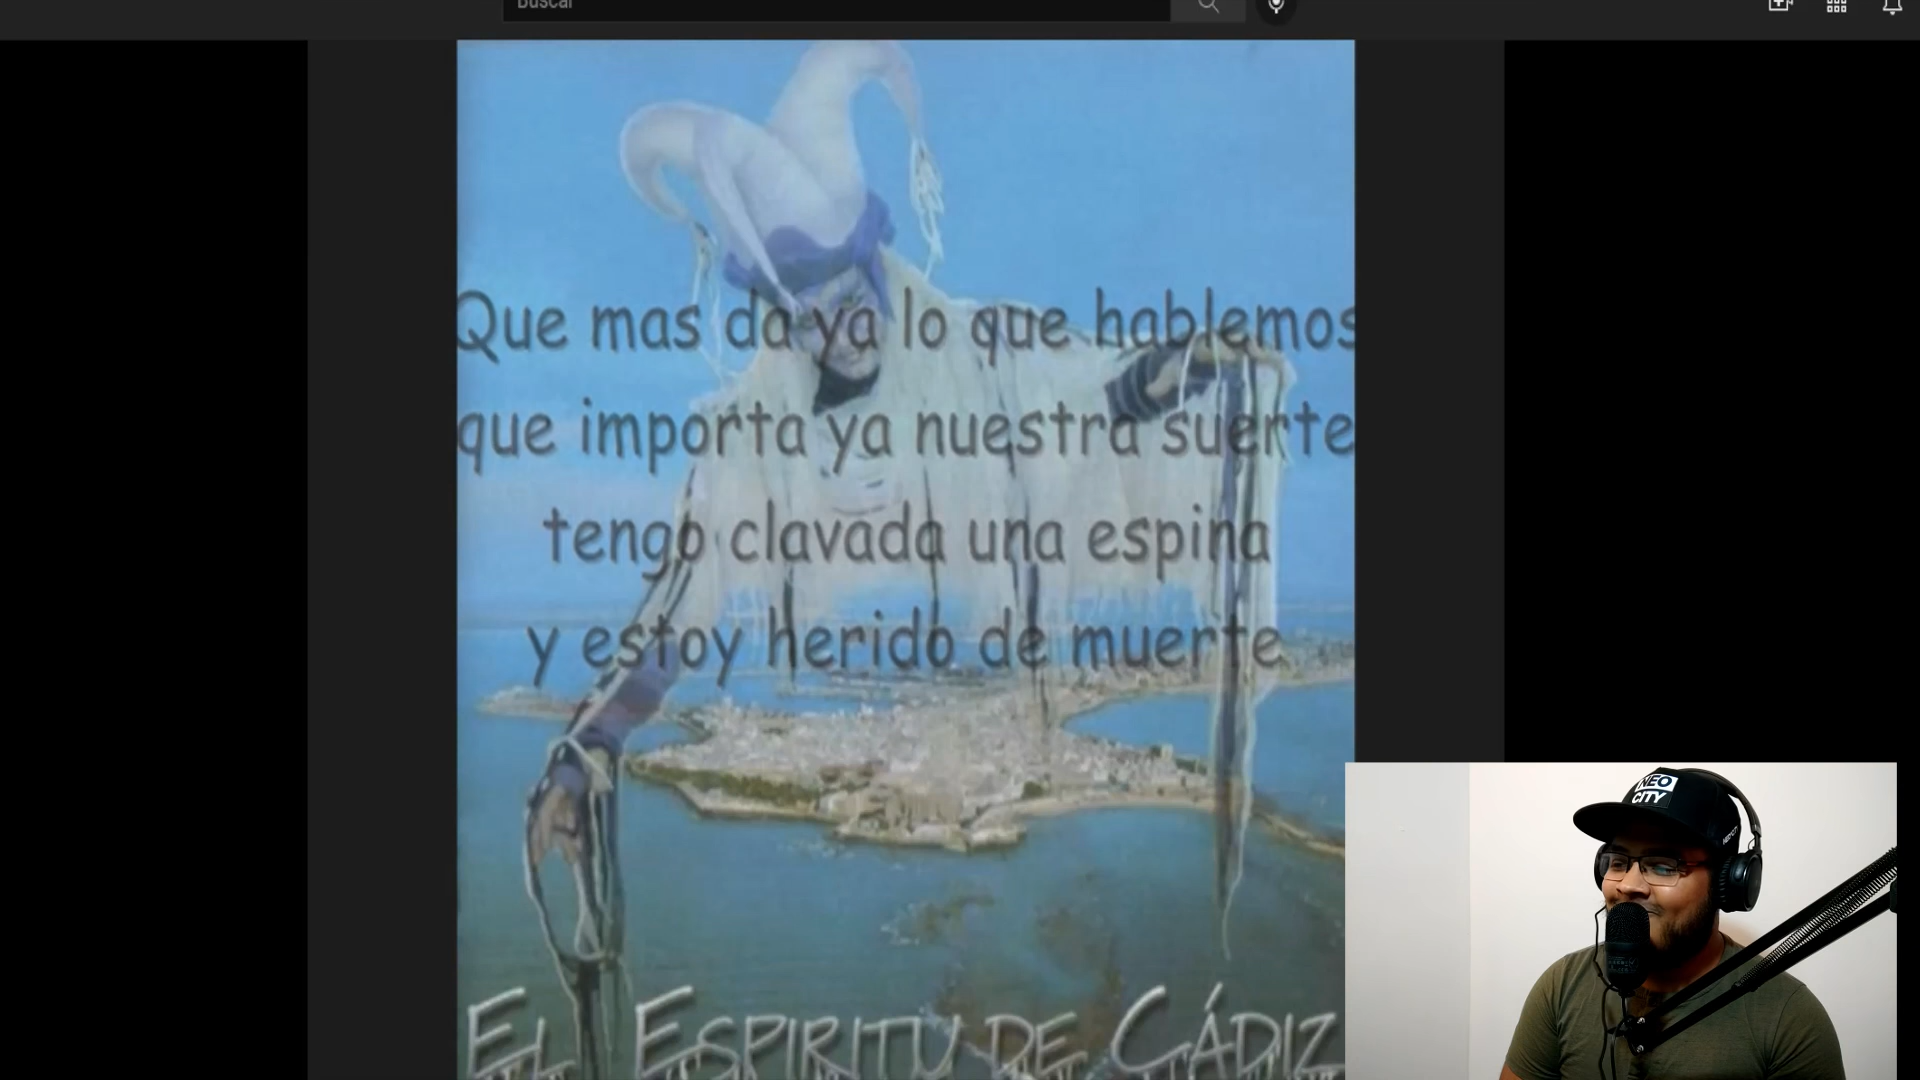 Buscar
Que mas da ya lo que hablemos
que importa ya nuestra suerte
tengo clavada una espina
y estoy herido de muerte
EL ESPIRITU DE CÁDIZ
NEO
CITY